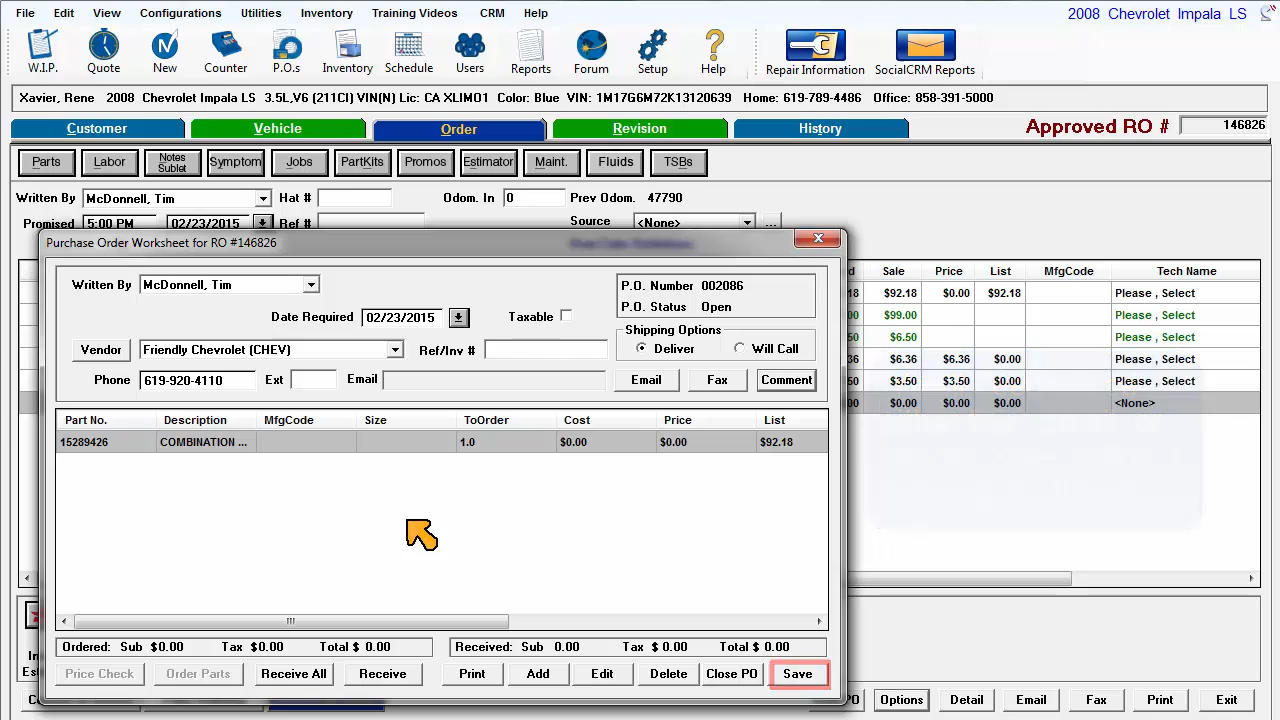 File Edit View Configurations Utilities Inventory Training Videos CRM Help 2008 Chevrolet Impala LS
W.I.P. Quote New Counter P.O.s Inventory Schedule Users Reports Forum Setup Help Repair Information SocialCRM Reports
Xavier, Rene 2008 Chevrolet Impala LS 3.5L,V6 (211CI) VIN(N) Lic: CA XLIMO1 Color: Blue VIN: 1M17G6M72K13120639 Home: 619-789-4486 Office: 858-391-5000
Customer Vehicle Order Revision History Approved RO # 146826
Parts Labor Notes Sublet Symptom Jobs PartKits Promos Estimator Maint. Fluids TSBs
Written By McDonnell, Tim Hat # Odom. In 0 Prev Odom. 47790
Promised 5:00 PM 02/23/2015 Ref # Source <None> ...
Purchase Order Worksheet for RO #146826
Written By McDonnell, Tim P.O. Number 002086
P.O. Status Open
Date Required 02/23/2015 Taxable
Shipping Options
Vendor Friendly Chevrolet (CHEV) Ref/Inv # Deliver Will Call
Phone 619-920-4110 Ext Email Email Fax Comment
Part No. Description MfgCode Size ToOrder Cost Price List
15289426 COMBINATION ... 1.0 $0.00 $0.00 $92.18
Ordered: Sub $0.00 Tax $0.00 Total $ 0.00 Received: Sub 0.00 Tax $ 0.00 Total $ 0.00
Price Check Order Parts Receive All Receive Print Add Edit Delete Close PO Save
d Sale Price List MfgCode Tech Name
18 $92.18 $0.00 $92.18 Please , Select
00 $99.00
50 $6.50
36 $6.36 $6.36 $0.00 Please , Select
50 $3.50 $3.50 $0.00 Please , Select
00 $0.00 $0.00 $0.00 <None>
In
Es
PO Options Detail Email Fax Print Exit